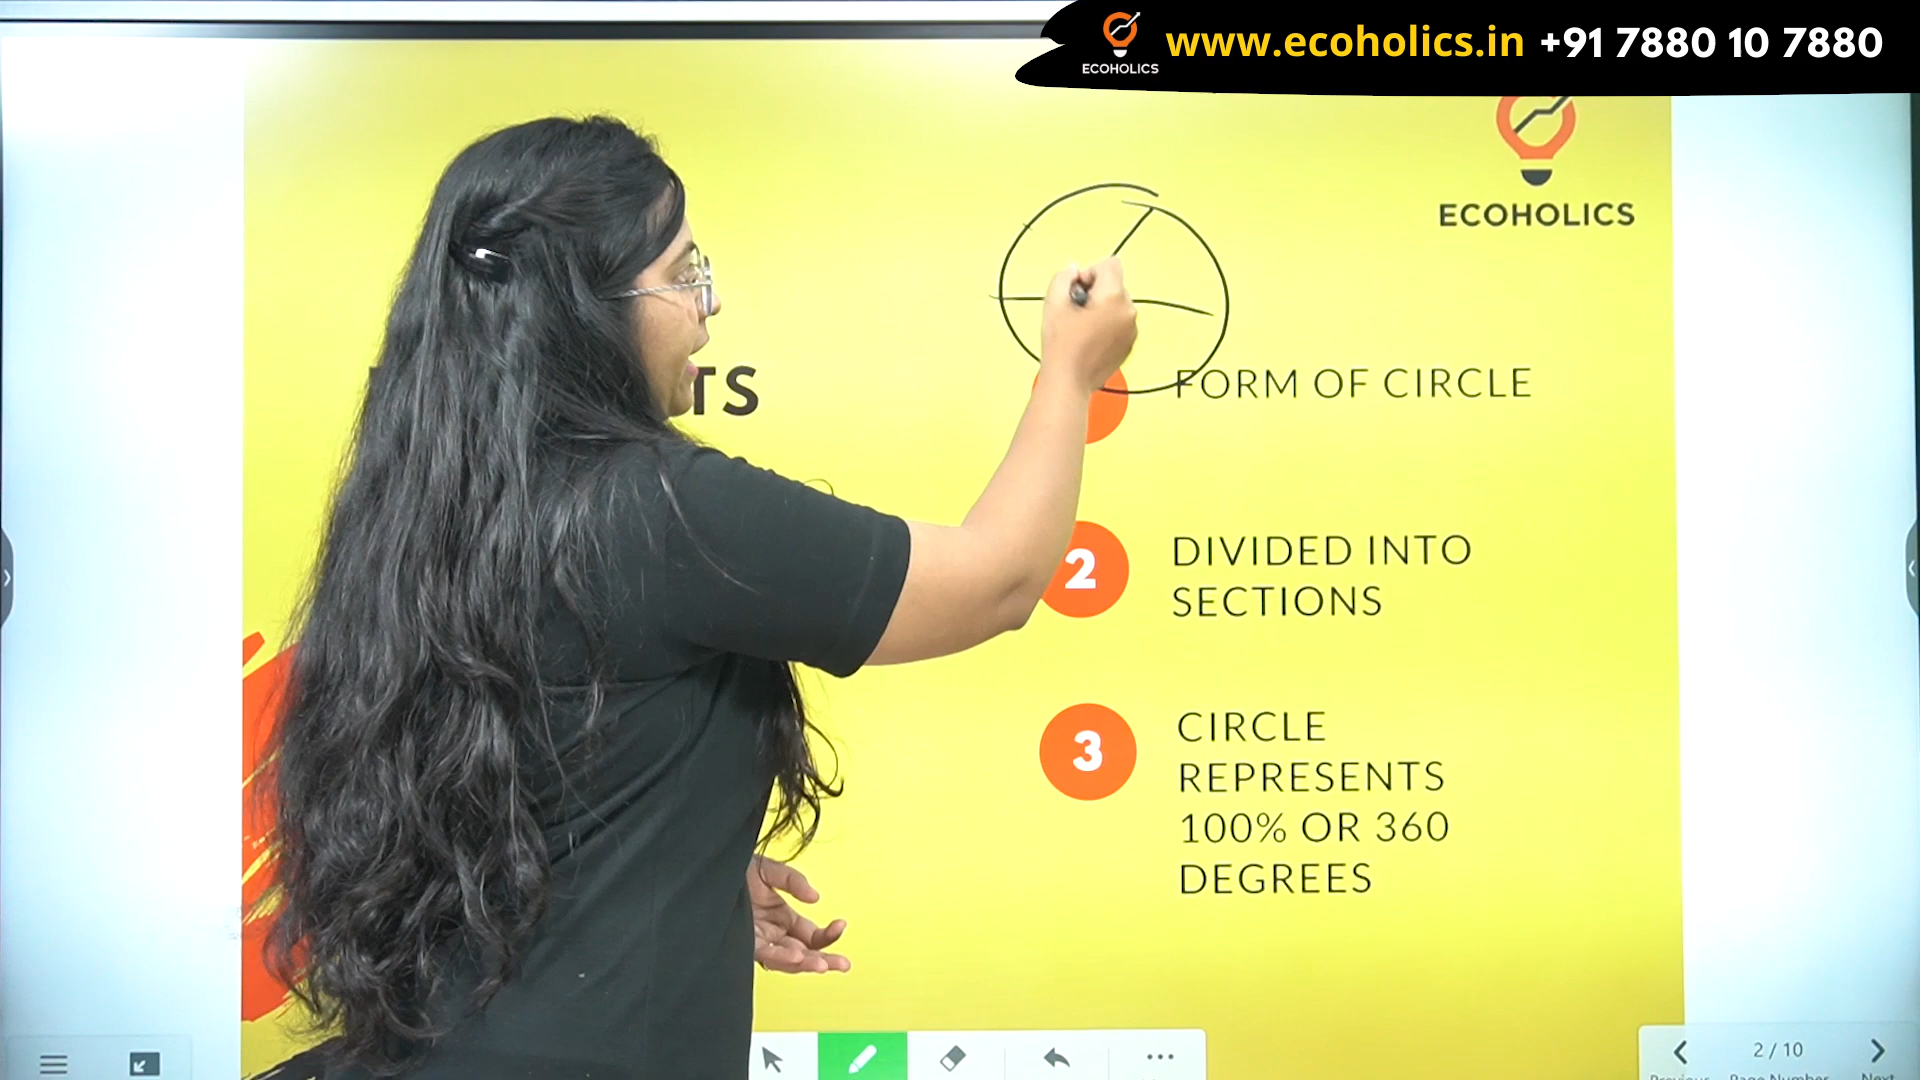 www.ecoholics.in +91 7880 10 7880
ECOHOLICS
ECOHOLICS
FORM OF CIRCLE
2
DIVIDED INTO
SECTIONS
3
CIRCLE
REPRESENTS
100% OR 360
DEGREES
2 / 10